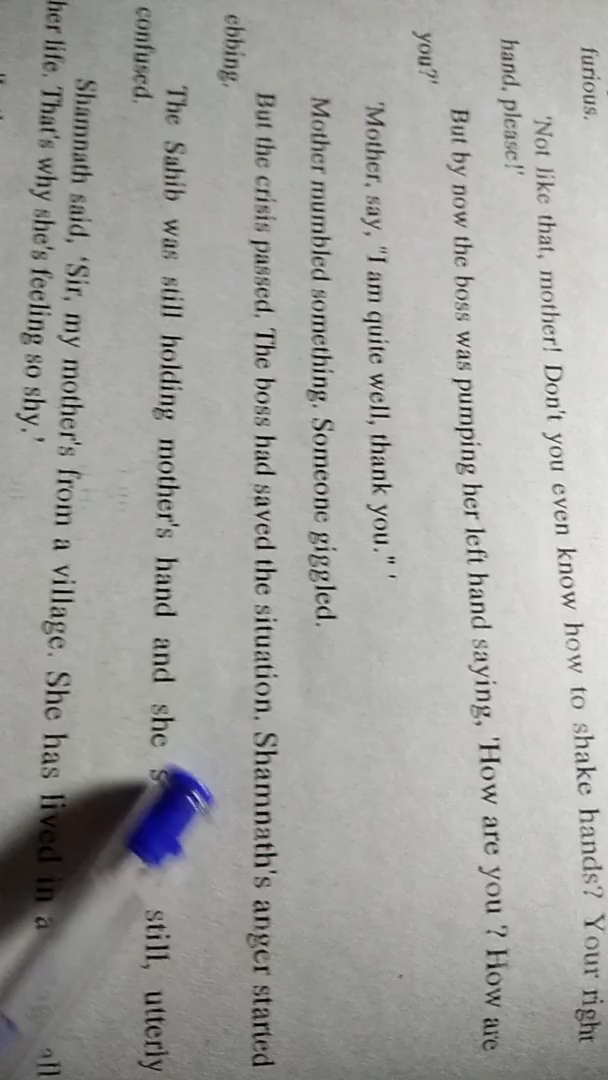 furious.
'Not like that, mother! Don't you even know how to shake hands? Your right
hand, please!'
But by now the boss was pumping her left hand saying, 'How are you ? How are
you?'
'Mother, say, "I am quite well, thank you." '
Mother mumbled something. Someone giggled.
But the crisis passed. The boss had saved the situation. Shamnath's anger started
ebbing.
The Sahib was still holding mother's hand and she still, utterly
confused.
Shamnath said, 'Sir, my mother's from a village. She has lived in a all
her life. That's why she's feeling so shy.'